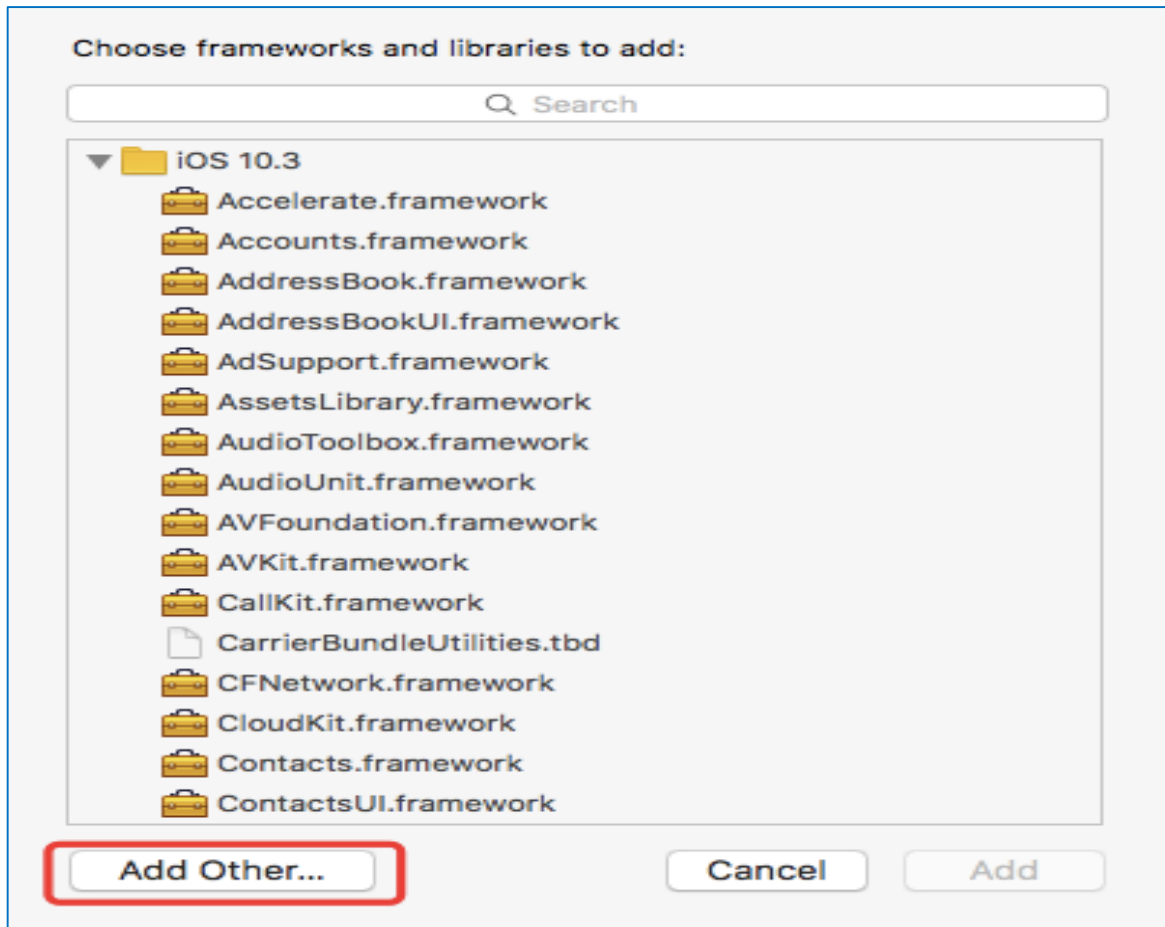 Choose frameworks and libraries to add:
Search
iOS 10.3
Accelerate.framework
Accounts.framework
AddressBook.framework
AddressBookUI.framework
AdSupport.framework
AssetsLibrary.framework
AudioToolbox.framework
AudioUnit.framework
AVFoundation.framework
AVKit.framework
CallKit.framework
CarrierBundleUtilities.tbd
CFNetwork.framework
CloudKit.framework
Contacts.framework
ContactsUI.framework
Add Other... Cancel Add